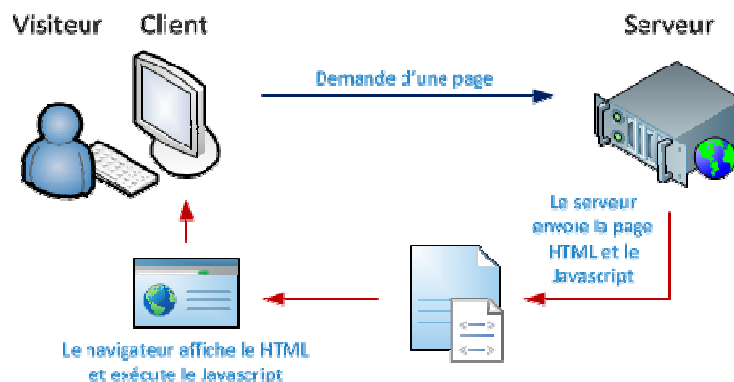 Visiteur Client Serveur
Demande d'une page
Le serveur
envoie la page
HTML et le
Javascript
Le navigateur affiche le HTML
et exécute le Javascript